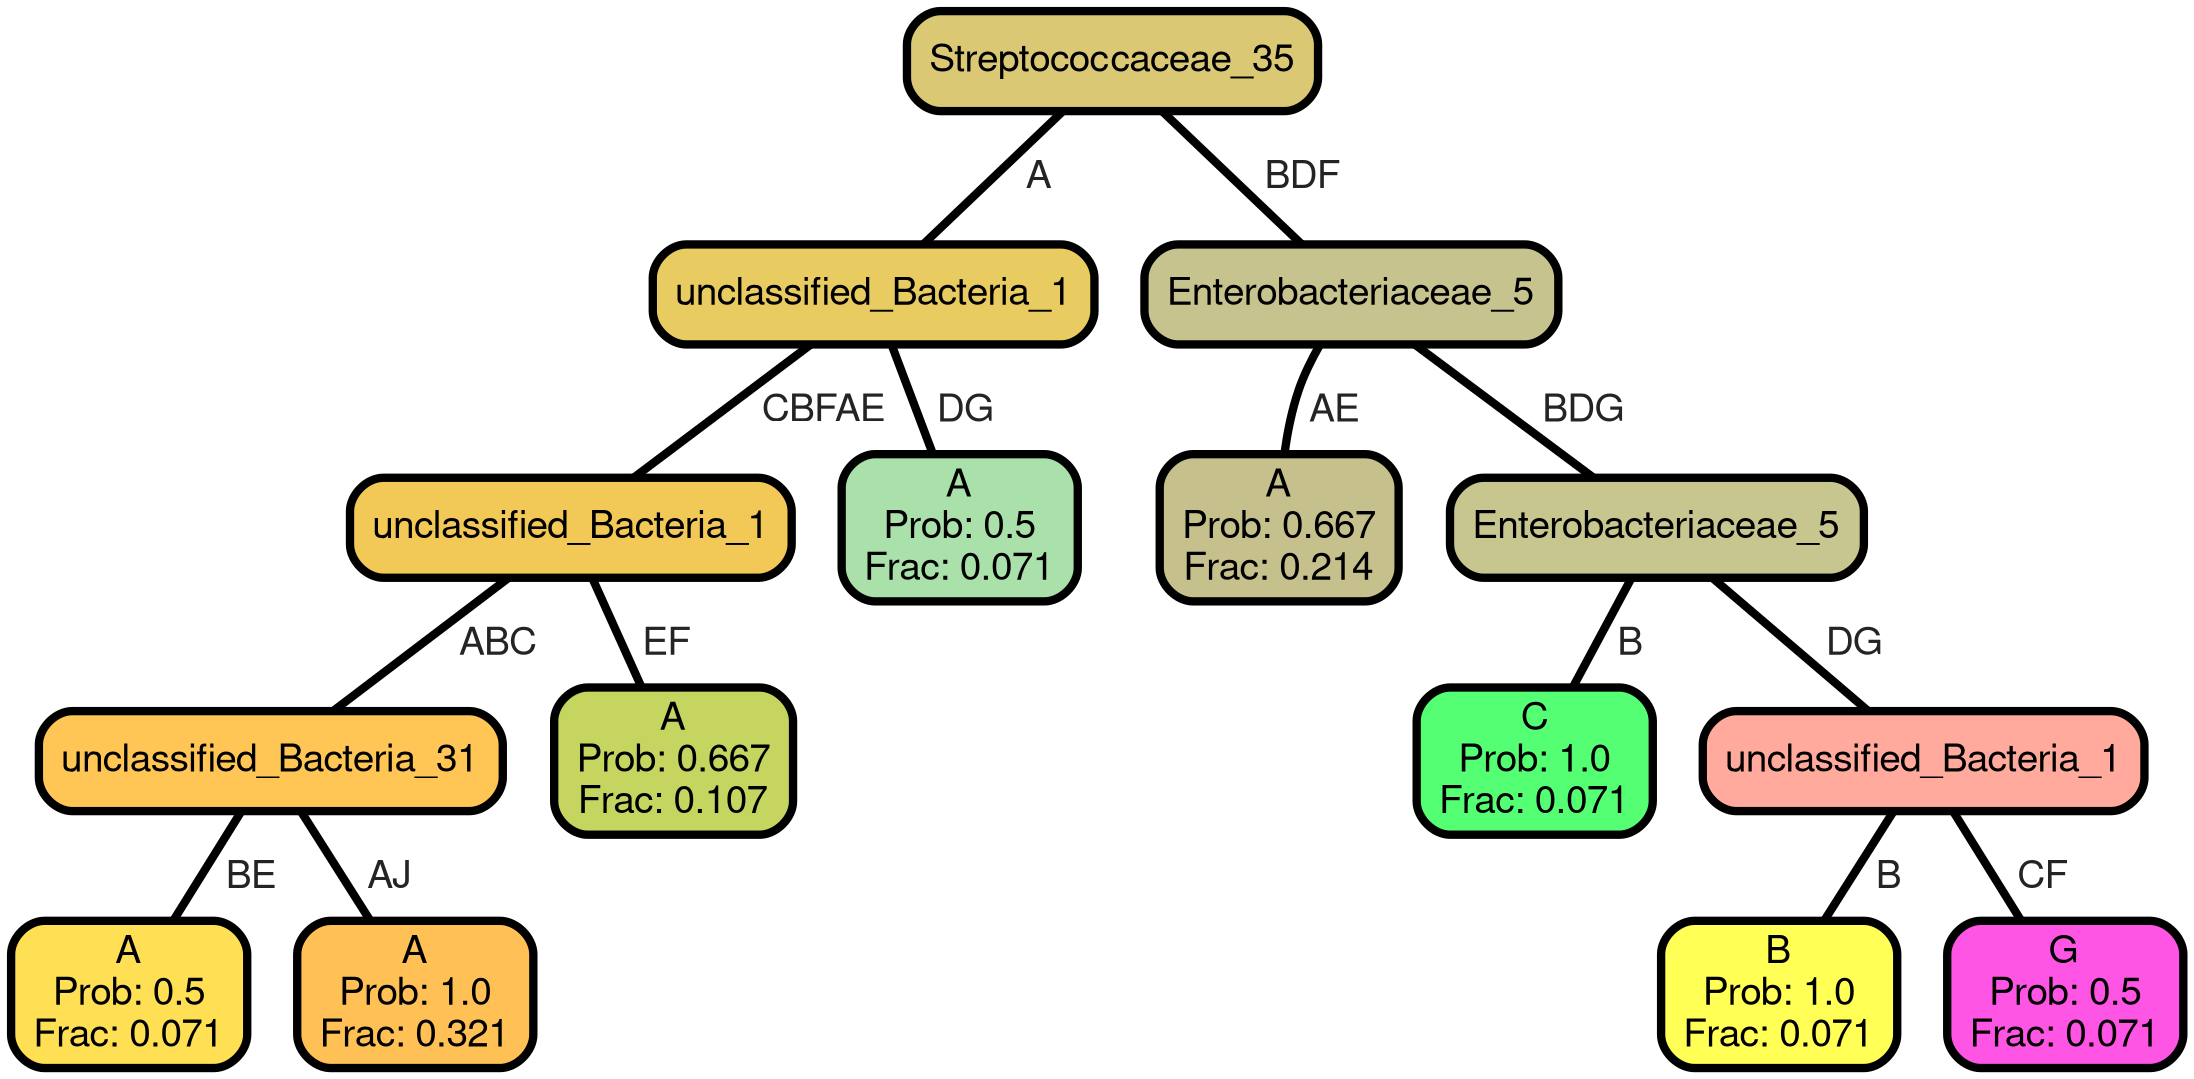 Streptococcaceae_35
A
BDF
unclassified_Bacteria_1
Enterobacteriaceae_5
CBFAE
DG
AE
BDG
unclassified_Bacteria_1
A
Prob: 0.5
Frac: 0.071
A
Prob: 0.667
Frac: 0.214
Enterobacteriaceae_5
ABC
EF
B
DG
unclassified_Bacteria_31
A
Prob: 0.667
Frac: 0.107
C
Prob: 1.0
Frac: 0.071
unclassified_Bacteria_1
BE
AJ
B
CF
A
Prob: 0.5
Frac: 0.071
A
Prob: 1.0
Frac: 0.321
B
Prob: 1.0
Frac: 0.071
G
Prob: 0.5
Frac: 0.071